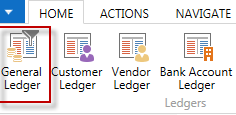 HOME ACTIONS NAVIGATE
General Customer Vendor Bank Account
Ledger Ledger Ledger Ledger
Ledgers